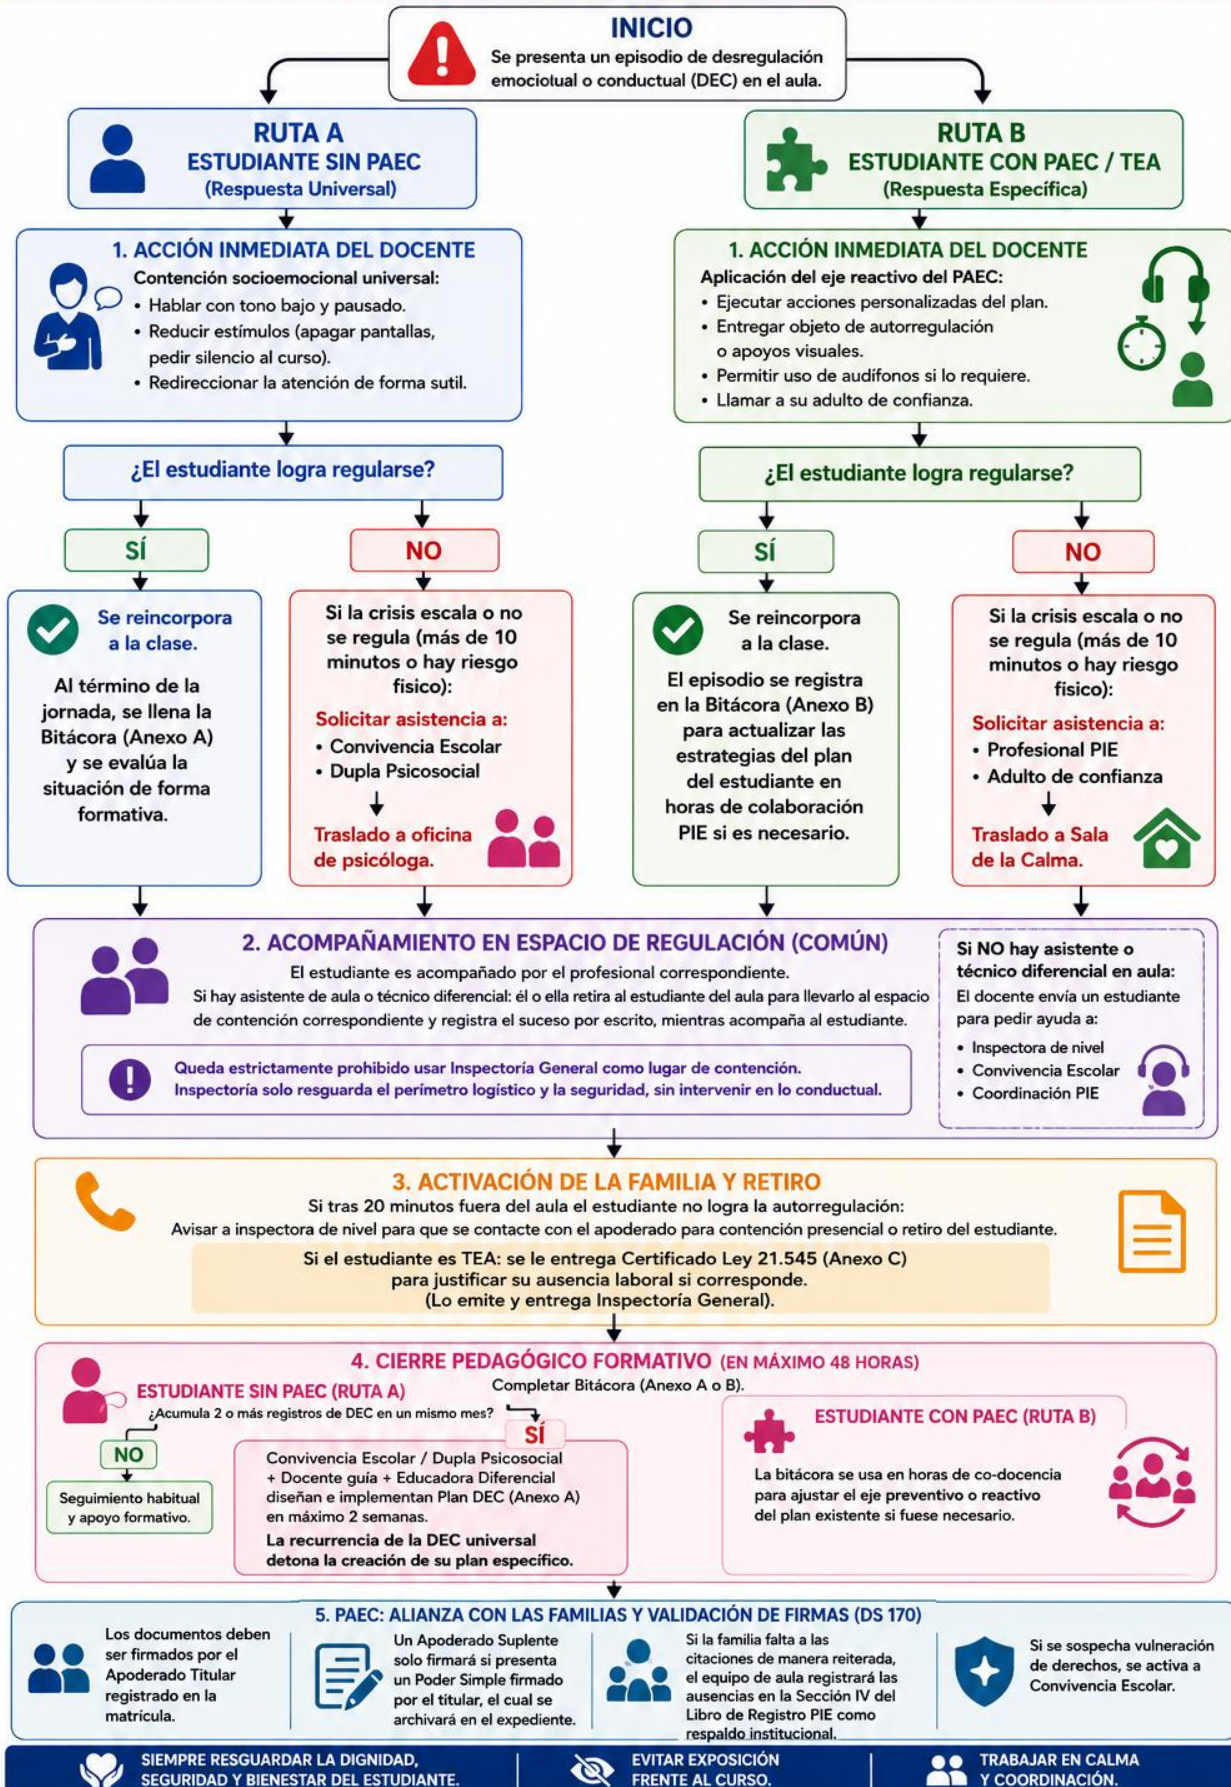 INICIO
Se presenta un episodio de desregulación
emociotual o conductual (DEC) en el aula.
RUTA A
ESTUDIANTE SIN PAEC
(Respuesta Universal)
RUTA B
ESTUDIANTE CON PAEC / TEA
(Respuesta Específica)
1. ACCIÓN INMEDIATA DEL DOCENTE
Contención socioemocional universal:
• Hablar con tono bajo y pausado.
• Reducir estímulos (apagar pantallas,
pedir silencio al curso).
• Redireccionar la atención de forma sutil.
1. ACCIÓN INMEDIATA DEL DOCENTE
Aplicación del eje reactivo del PAEC:
• Ejecutar acciones personalizadas del plan.
• Entregar objeto de autorregulación
o apoyos visuales.
• Permitir uso de audífonos si lo requiere.
• Llamar a su adulto de confianza.
¿El estudiante logra regularse?
¿El estudiante logra regularse?
SÍ
NO
SÍ
NO
Se reincorpora
a la clase.
Al término de la
jornada, se llena la
Bitácora (Anexo A)
y se evalúa la
situación de forma
formativa.
Si la crisis escala o no
se regula (más de 10
minutos o hay riesgo
físico):
Solicitar asistencia a:
• Convivencia Escolar
• Dupla Psicosocial
Traslado a oficina
de psicóloga.
Se reincorpora
a la clase.
El episodio se registra
en la Bitácora (Anexo B)
para actualizar las
estrategias del plan
del estudiante en
horas de colaboración
PIE si es necesario.
Si la crisis escala o no
se regula (más de 10
minutos o hay riesgo
físico):
Solicitar asistencia a:
• Profesional PIE
• Adulto de confianza
Traslado a Sala
de la Calma.
2. ACOMPAÑAMIENTO EN ESPACIO DE REGULACIÓN (COMÚN)
El estudiante es acompañado por el profesional correspondiente.
Si hay asistente de aula o técnico diferencial: él o ella retira al estudiante del aula para llevarlo al espacio
de contención correspondiente y registra el suceso por escrito, mientras acompaña al estudiante.
Queda estrictamente prohibido usar Inspectoría General como lugar de contención.
Inspectoría solo resguarda el perímetro logístico y la seguridad, sin intervenir en lo conductual.
Si NO hay asistente o
técnico diferencial en aula:
El docente envía un estudiante
para pedir ayuda a:
• Inspectora de nivel
• Convivencia Escolar
• Coordinación PIE
3. ACTIVACIÓN DE LA FAMILIA Y RETIRO
Si tras 20 minutos fuera del aula el estudiante no logra la autorregulación:
Avisar a inspectora de nivel para que se contacte con el apoderado para contención presencial o retiro del estudiante.
Si el estudiante es TEA: se le entrega Certificado Ley 21.545 (Anexo C)
para justificar su ausencia laboral si corresponde.
(Lo emite y entrega Inspectoría General).
4. CIERRE PEDAGÓGICO FORMATIVO (EN MÁXIMO 48 HORAS)
Completar Bitácora (Anexo A o B).
ESTUDIANTE SIN PAEC (RUTA A)
¿Acumula 2 o más registros de DEC en un mismo mes?
NO
SÍ
Seguimiento habitual
y apoyo formativo.
Convivencia Escolar / Dupla Psicosocial
+ Docente guía + Educadora Diferencial
diseñan e implementan Plan DEC (Anexo A)
en máximo 2 semanas.
La recurrencia de la DEC universal
detona la creación de su plan específico.
ESTUDIANTE CON PAEC (RUTA B)
La bitácora se usa en horas de co-docencia
para ajustar el eje preventivo o reactivo
del plan existente si fuese necesario.
5. PAEC: ALIANZA CON LAS FAMILIAS Y VALIDACIÓN DE FIRMAS (DS 170)
Los documentos deben
ser firmados por el
Apoderado Titular
registrado en la
matrícula.
Un Apoderado Suplente
solo firmará si presenta
un Poder Simple firmado
por el titular, el cual se
archivará en el expediente.
Si la familia falta a las
citaciones de manera reiterada,
el equipo de aula registrará las
ausencias en la Sección IV del
Libro de Registro PIE como
respaldo institucional.
Si se sospecha vulneración
de derechos, se activa a
Convivencia Escolar.
SIEMPRE RESGUARDAR LA DIGNIDAD,
SEGURIDAD Y BIENESTAR DEL ESTUDIANTE.
EVITAR EXPOSICIÓN
FRENTE AL CURSO.
TRABAJAR EN CALMA
Y COORDINACIÓN.